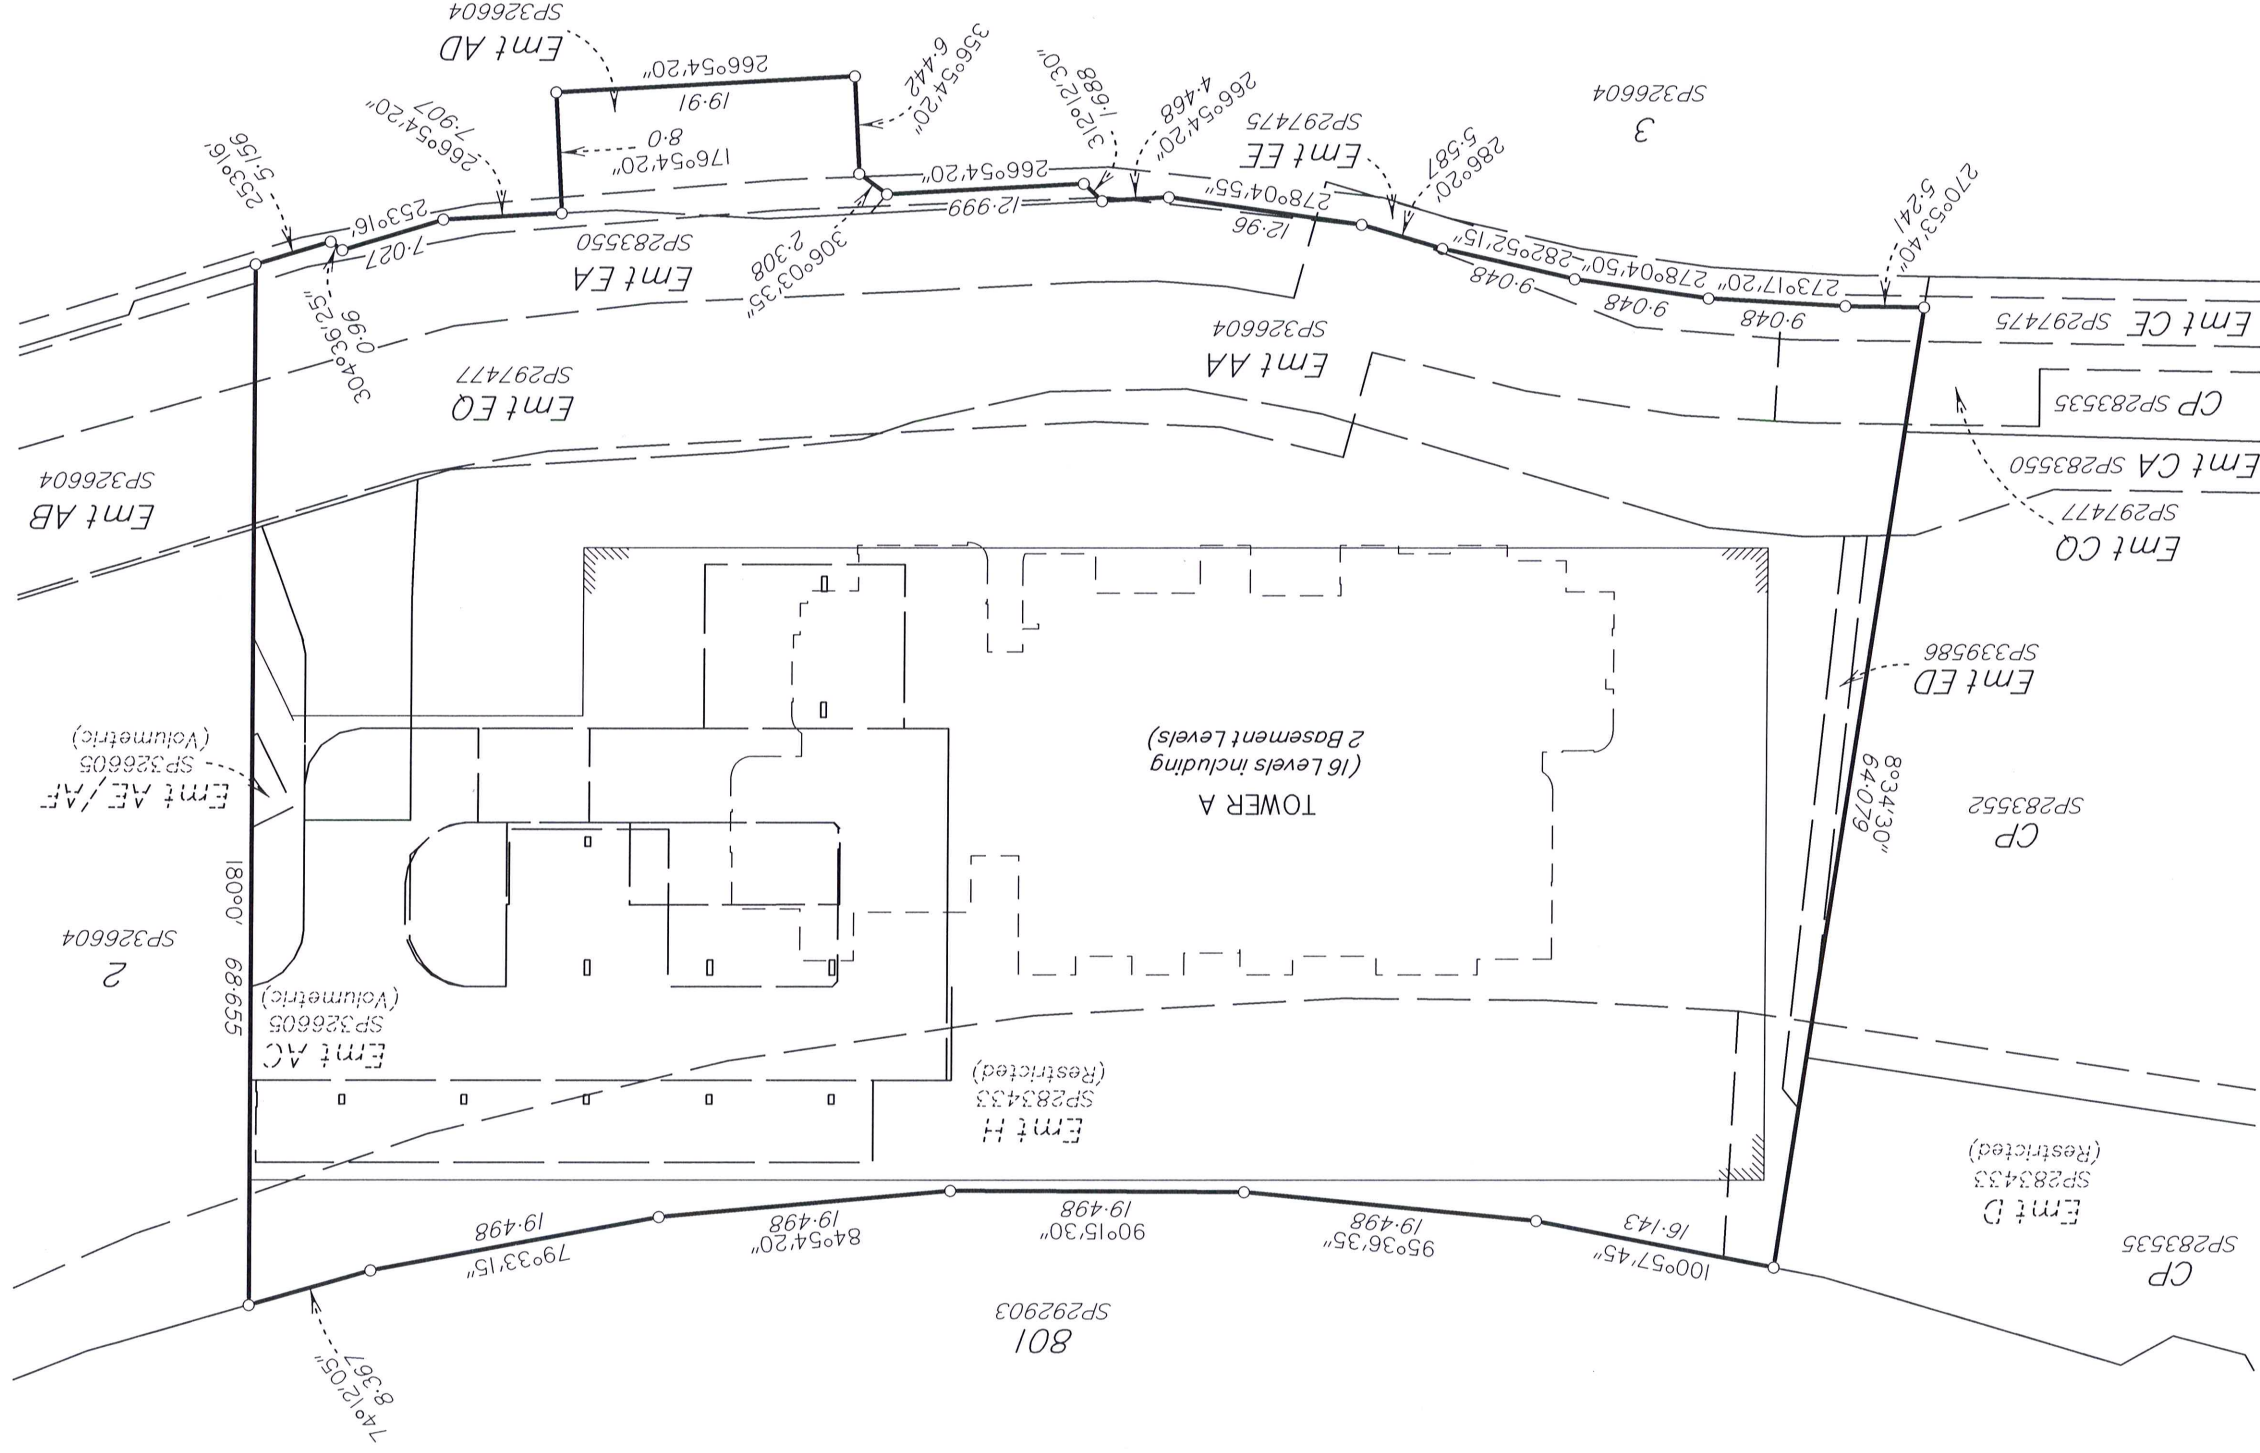 74°12'05"
8·367
801
SP292903
CP
SP283535
Emt D
SP283433
(Restricted)
100°57'45"
16·143
95°36'35"
19·498
90°15'30"
19·498
84°54'20"
19·498
79°33'15"
19·498
Emt H
SP283433
(Restricted)
Emt AC
SP326605
(Volumetric)
2
SP326604
180°0'
68·655
CP
SP283552
8°34'30"
64·079
TOWER A
(16 Levels including
2 Basement Levels)
Emt AE/AF
SP326605
(Volumetric)
Emt ED
SP339586
Emt CQ
SP297477
Emt CA SP283550
CP SP283535
Emt CE SP297475
Emt AB
SP326604
Emt EQ
SP297477
Emt AA
SP326604
Emt EA
SP283550
270°53'40"
5·241
9·048
273°17'20"
9·048
278°04'50"
9·048
282°52'15"
286°20'
5·587
12·96
278°04'55"
266°54'20"
4·468
312°12'30"
1·688
12·999
266°54'20"
306°03'35"
2·308
356°54'20"
6·442
19·91
266°54'20"
176°54'20"
8·0
266°54'20"
7·907
7·027
253°16'
304°36'25"
0·96
253°16'
5·156
3
SP326604
Emt EE
SP297475
Emt AD
SP326604